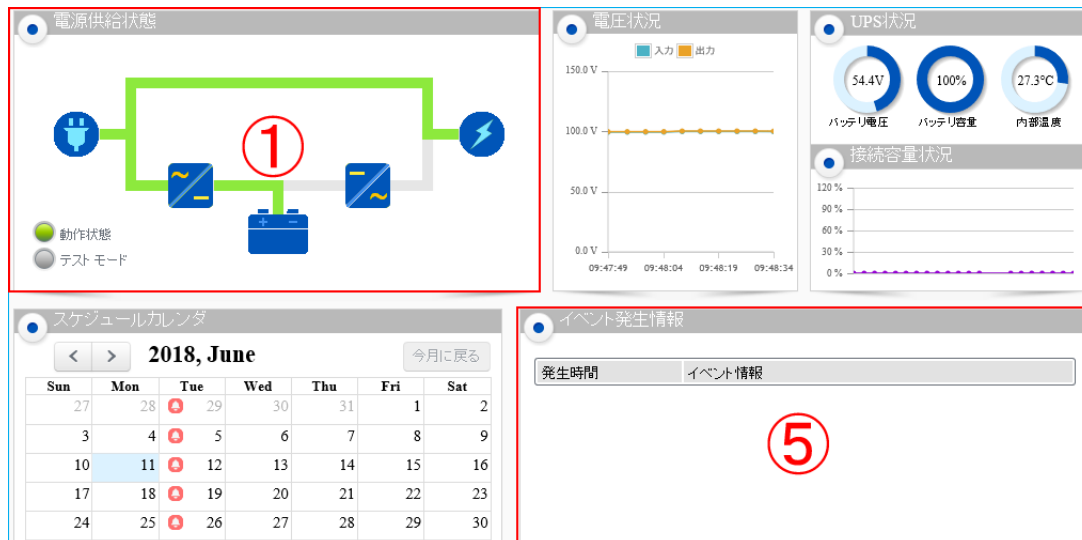 電源供給状態
①
動作状態
テスト モード
電圧状況
入力 出力
150.0 V
100.0 V
50.0 V
0.0 V
09:47:49 09:48:04 09:48:19 09:48:34
UPS状況
54.4V 100% 27.3°C
バッテリ電圧 バッテリ容量 内部温度
接続容量状況
120 %
90 %
60 %
30 %
0 %
スケジュールカレンダ
< > 2018, June 今月に戻る
Sun Mon Tue Wed Thu Fri Sat
27 28 29 30 31 1 2
3 4 5 6 7 8 9
10 11 12 13 14 15 16
17 18 19 20 21 22 23
24 25 26 27 28 29 30
イベント発生情報
発生時間 イベント情報
⑤